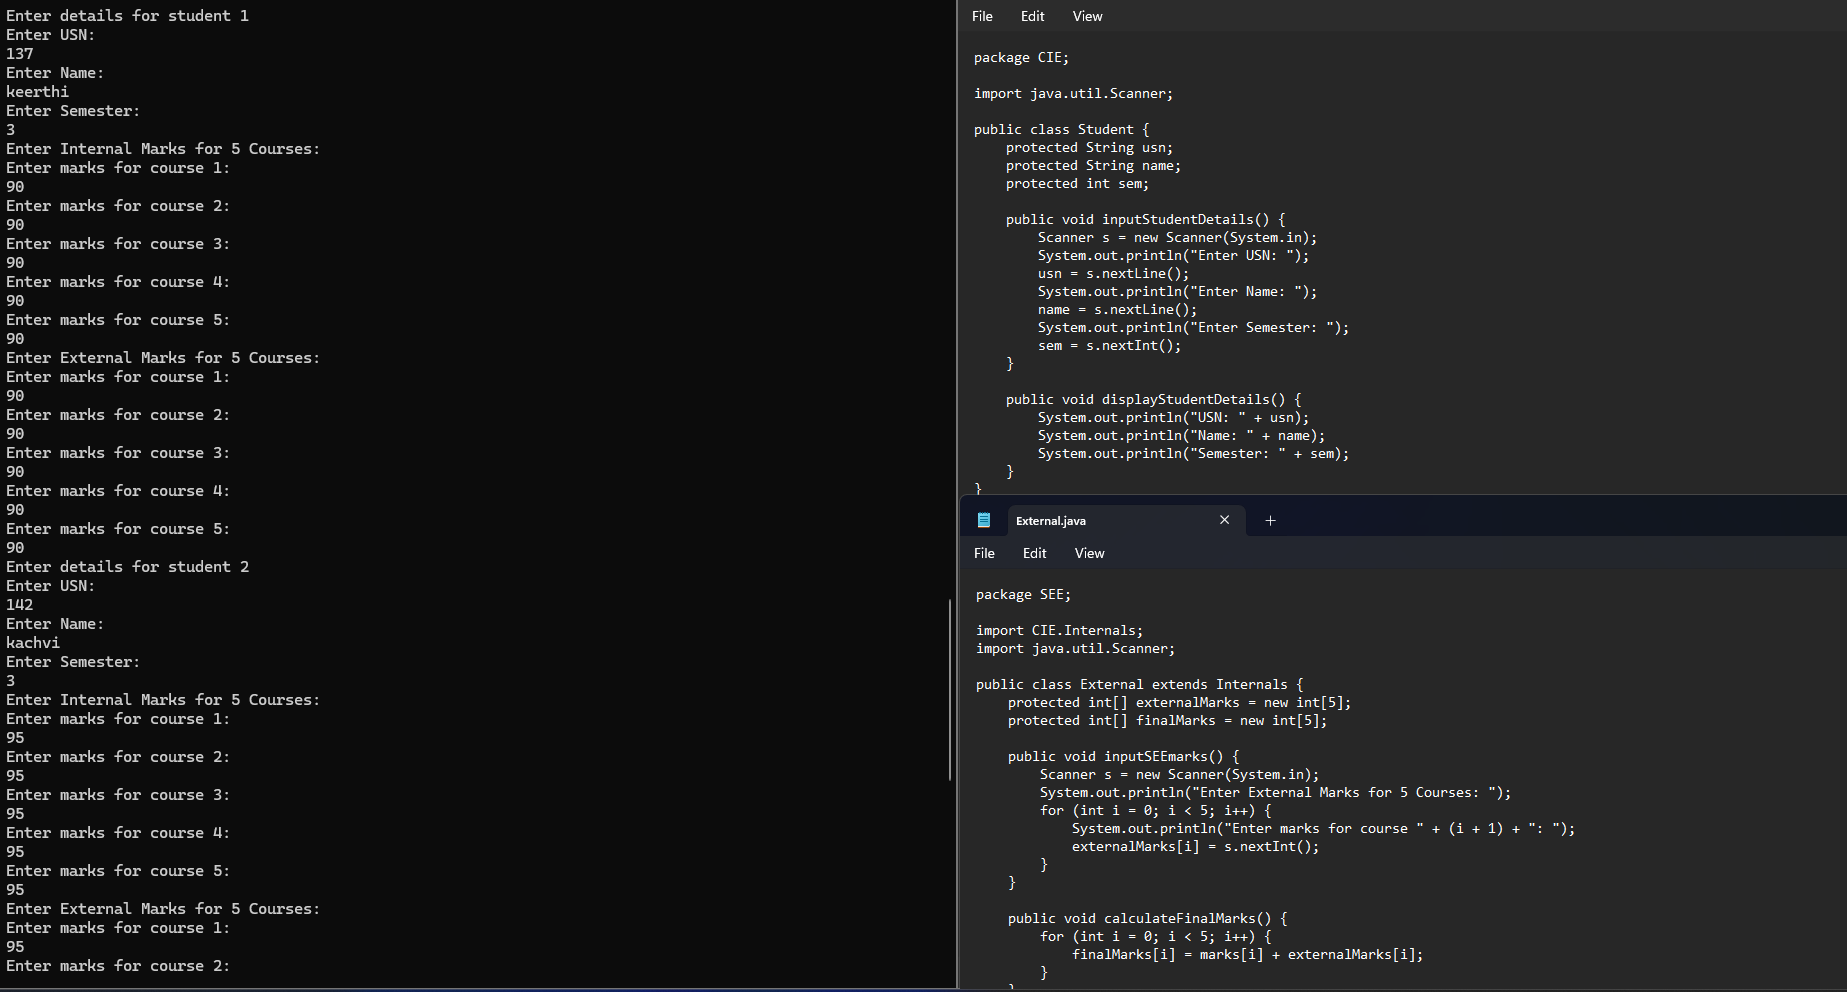 Enter details for student 1
Enter USN:
137
Enter Name:
keerthi
Enter Semester:
3
Enter Internal Marks for 5 Courses:
Enter marks for course 1:
90
Enter marks for course 2:
90
Enter marks for course 3:
90
Enter marks for course 4:
90
Enter marks for course 5:
90
Enter External Marks for 5 Courses:
Enter marks for course 1:
90
Enter marks for course 2:
90
Enter marks for course 3:
90
Enter marks for course 4:
90
Enter marks for course 5:
90
Enter details for student 2
Enter USN:
142
Enter Name:
kachvi
Enter Semester:
3
Enter Internal Marks for 5 Courses:
Enter marks for course 1:
95
Enter marks for course 2:
95
Enter marks for course 3:
95
Enter marks for course 4:
95
Enter marks for course 5:
95
Enter External Marks for 5 Courses:
Enter marks for course 1:
95
Enter marks for course 2:
File Edit View
package CIE;
import java.util.Scanner;
public class Student {
    protected String usn;
    protected String name;
    protected int sem;
    public void inputStudentDetails() {
        Scanner s = new Scanner(System.in);
        System.out.println("Enter USN: ");
        usn = s.nextLine();
        System.out.println("Enter Name: ");
        name = s.nextLine();
        System.out.println("Enter Semester: ");
        sem = s.nextInt();
    }
    public void displayStudentDetails() {
        System.out.println("USN: " + usn);
        System.out.println("Name: " + name);
        System.out.println("Semester: " + sem);
    }
}
External.java
File Edit View
package SEE;
import CIE.Internals;
import java.util.Scanner;
public class External extends Internals {
    protected int[] externalMarks = new int[5];
    protected int[] finalMarks = new int[5];
    public void inputSEEmarks() {
        Scanner s = new Scanner(System.in);
        System.out.println("Enter External Marks for 5 Courses: ");
        for (int i = 0; i < 5; i++) {
            System.out.println("Enter marks for course " + (i + 1) + ": ");
            externalMarks[i] = s.nextInt();
        }
    }
    public void calculateFinalMarks() {
        for (int i = 0; i < 5; i++) {
            finalMarks[i] = marks[i] + externalMarks[i];
        }